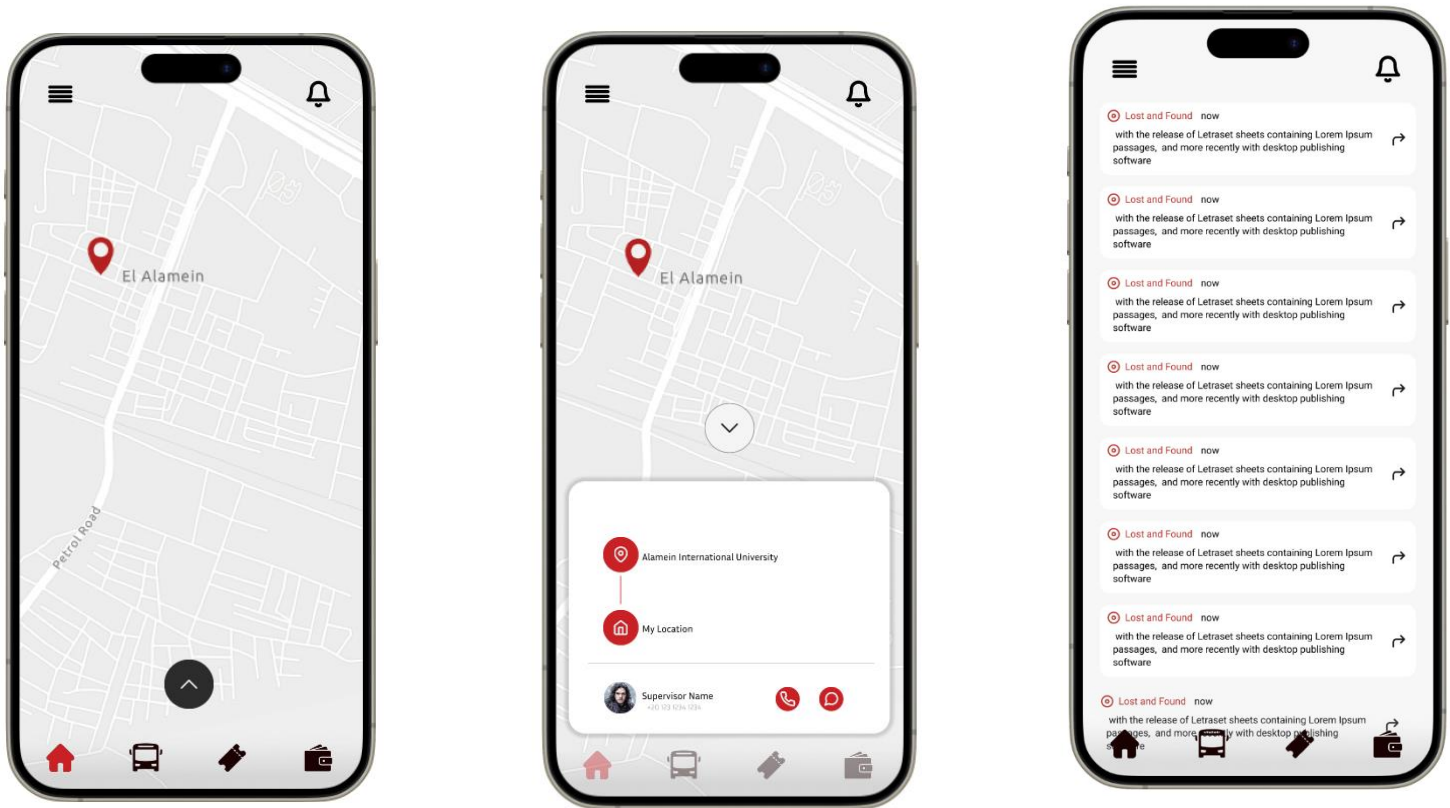 El Alamein
Petrol Road
El Alamein
Alamein International University
My Location
Supervisor Name
+20 123 1234 1234
Lost and Found now
with the release of Letraset sheets containing Lorem Ipsum
passages, and more recently with desktop publishing
software
Lost and Found now
with the release of Letraset sheets containing Lorem Ipsum
passages, and more recently with desktop publishing
software
Lost and Found now
with the release of Letraset sheets containing Lorem Ipsum
passages, and more recently with desktop publishing
software
Lost and Found now
with the release of Letraset sheets containing Lorem Ipsum
passages, and more recently with desktop publishing
software
Lost and Found now
with the release of Letraset sheets containing Lorem Ipsum
passages, and more recently with desktop publishing
software
Lost and Found now
with the release of Letraset sheets containing Lorem Ipsum
passages, and more recently with desktop publishing
software
Lost and Found now
with the release of Letraset sheets containing Lorem Ipsum
passages, and more recently with desktop publishing
software
Lost and Found now
with the release of Letraset sheets containing Lorem Ipsum
passages, and more recently with desktop publishing
software